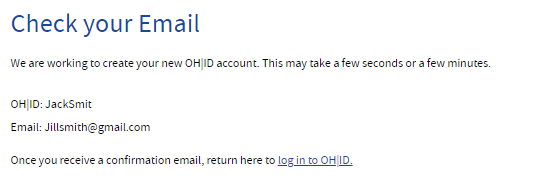 Check your Email
We are working to create your new OH|ID account. This may take a few seconds or a few minutes.
OH|ID: JackSmit
Email: Jillsmith@gmail.com
Once you receive a confirmation email, return here to log in to OH|ID.